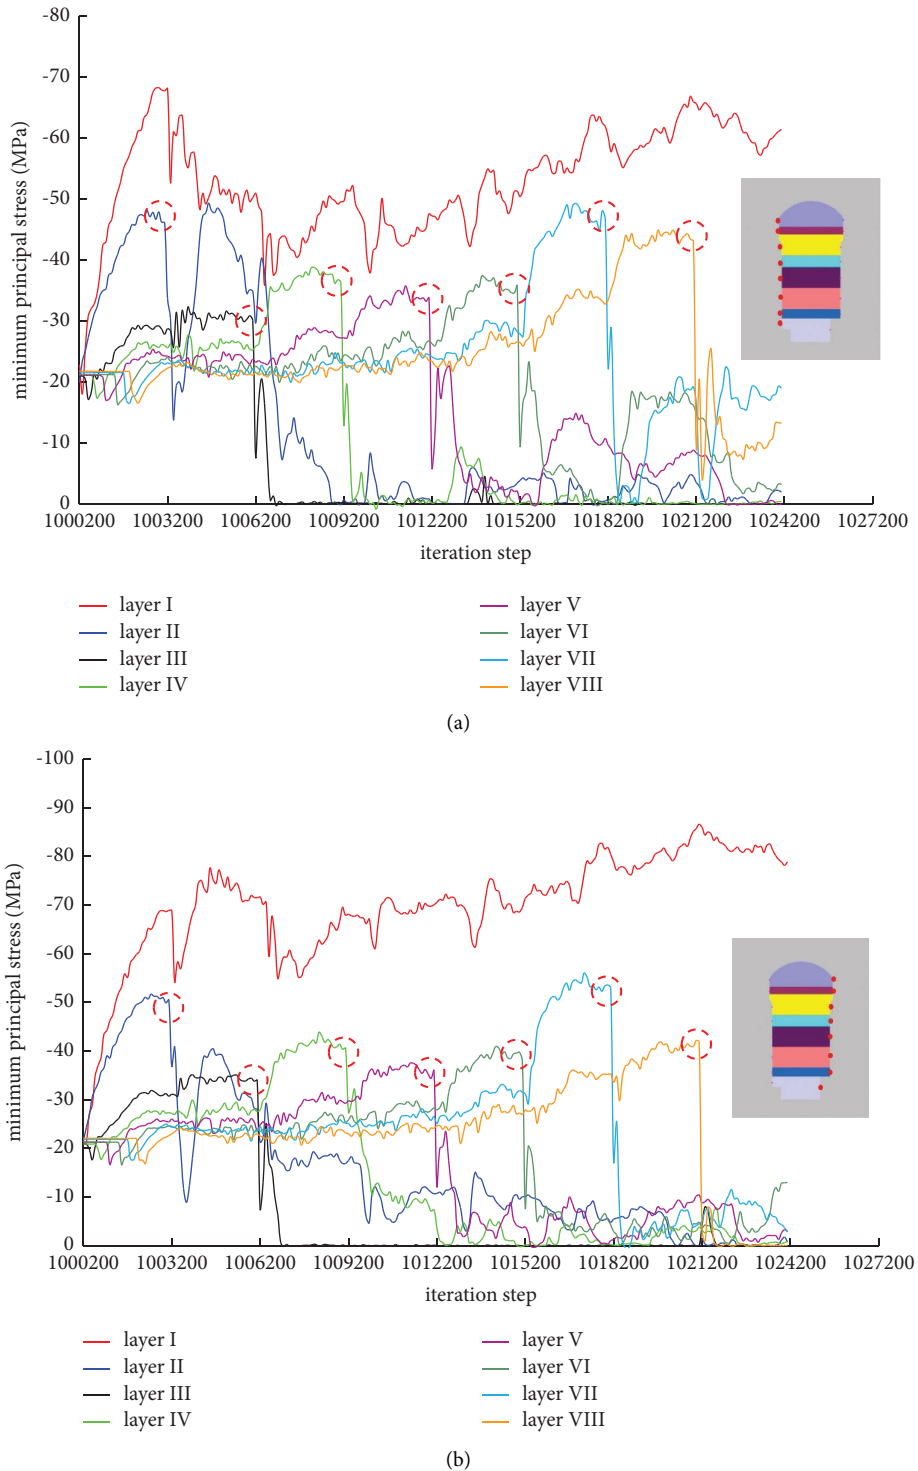 -80
-70
-60
-50
-40
-30
-20
-10
0
minimum principal stress (MPa)
1000200 1003200 1006200 1009200 1012200 1015200 1018200 1021200 1024200 1027200
iteration step
layer I
layer II
layer III
layer IV
layer V
layer VI
layer VII
layer VIII
(a)
-100
-90
-80
-70
-60
-50
-40
-30
-20
-10
0
minimum principal stress (MPa)
1000200 1003200 1006200 1009200 1012200 1015200 1018200 1021200 1024200 1027200
iteration step
layer I
layer II
layer III
layer IV
layer V
layer VI
layer VII
layer VIII
(b)